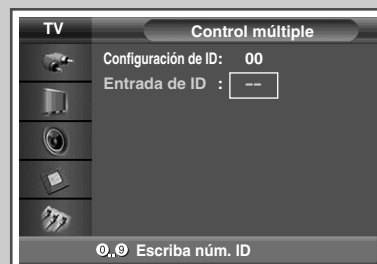 TV
Control múltiple
Configuración de ID: 00
Entrada de ID : --
0..9 Escriba núm. ID